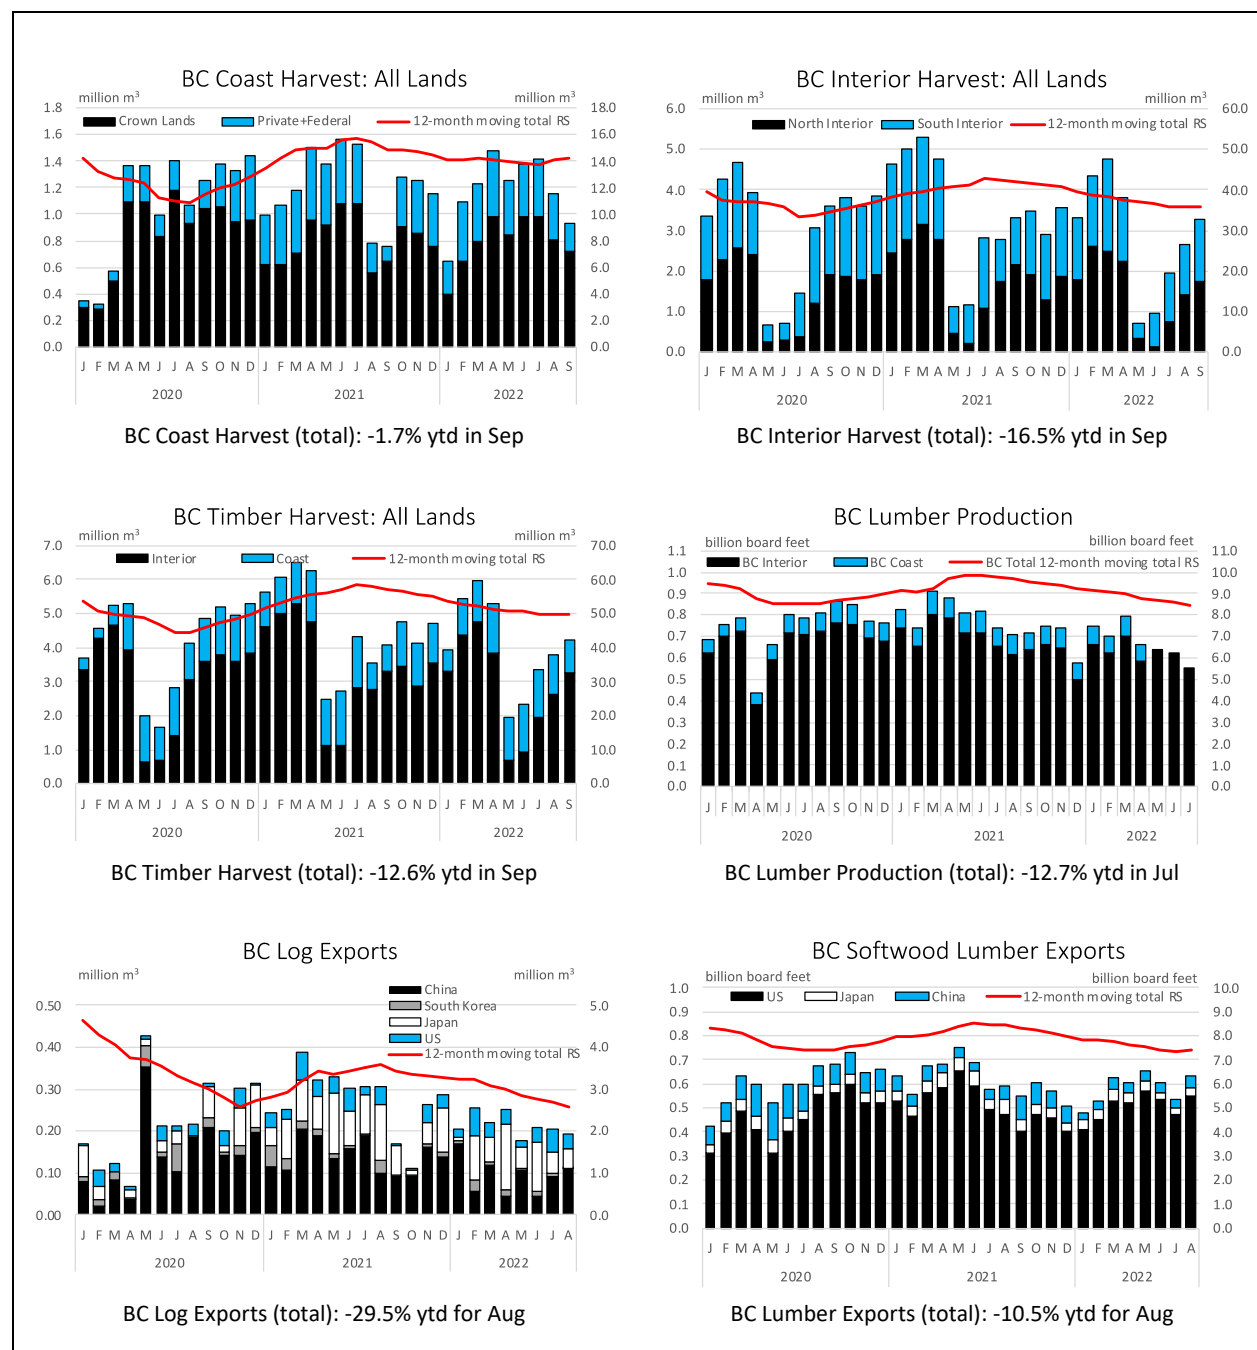 BC Coast Harvest: All Lands
million m³ million m³
Crown Lands Private+Federal 12-month moving total RS
1.8 18.0
1.6 16.0
1.4 14.0
1.2 12.0
1.0 10.0
0.8 8.0
0.6 6.0
0.4 4.0
0.2 2.0
0.0 0.0
J F M A M J J A S O N D J F M A M J J A S O N D J F M A M J J A S
2020 2021 2022
BC Coast Harvest (total): -1.7% ytd in Sep
BC Interior Harvest: All Lands
million m³ million m³
6.0 60.0
North Interior South Interior 12-month moving total RS
5.0 50.0
4.0 40.0
3.0 30.0
2.0 20.0
1.0 10.0
0.0 0.0
J F M A M J J A S O N D J F M A M J J A S O N D J F M A M J J A S
2020 2021 2022
BC Interior Harvest (total): -16.5% ytd in Sep
BC Timber Harvest: All Lands
million m³ million m³
7.0 70.0
Interior Coast 12-month moving total RS
6.0 60.0
5.0 50.0
4.0 40.0
3.0 30.0
2.0 20.0
1.0 10.0
0.0 0.0
J F M A M J J A S O N D J F M A M J J A S O N D J F M A M J J A S
2020 2021 2022
BC Timber Harvest (total): -12.6% ytd in Sep
BC Lumber Production
billion board feet billion board feet
1.1 11.0
BC Interior BC Coast BC Total 12-month moving total RS
1.0 10.0
0.9 9.0
0.8 8.0
0.7 7.0
0.6 6.0
0.5 5.0
0.4 4.0
0.3 3.0
0.2 2.0
0.1 1.0
0.0 0.0
J F M A M J J A S O N D J F M A M J J A S O N D J F M A M J J
2020 2021 2022
BC Lumber Production (total): -12.7% ytd in Jul
BC Log Exports
million m³ million m³
China
South Korea
Japan
US
12-month moving total RS
0.50 5.0
0.40 4.0
0.30 3.0
0.20 2.0
0.10 1.0
0.00 0.0
J F M A M J J A S O N D J F M A M J J A S O N D J F M A M J J A
2020 2021 2022
BC Log Exports (total): -29.5% ytd for Aug
BC Softwood Lumber Exports
billion board feet billion board feet
1.0 10.0
US Japan China 12-month moving total RS
0.9 9.0
0.8 8.0
0.7 7.0
0.6 6.0
0.5 5.0
0.4 4.0
0.3 3.0
0.2 2.0
0.1 1.0
0.0 0.0
J F M A M J J A S O N D J F M A M J J A S O N D J F M A M J J A
2020 2021 2022
BC Lumber Exports (total): -10.5% ytd for Aug